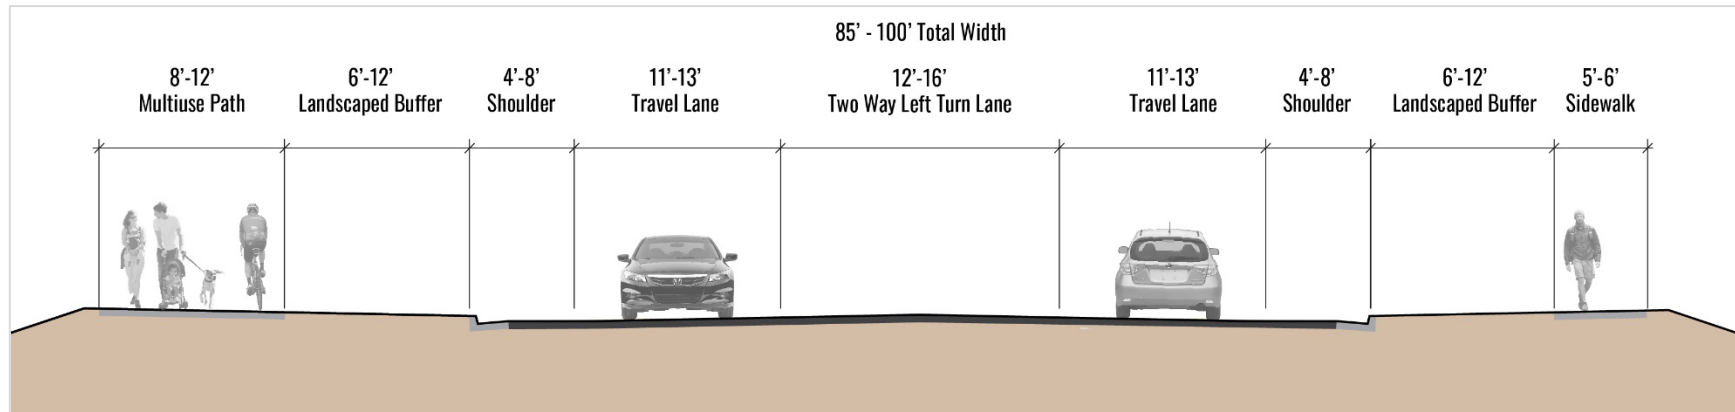 85’ - 100’ Total Width
8’-12’
Multiuse Path
6’-12’
Landscaped Buffer
4’-8’
Shoulder
11’-13’
Travel Lane
12’-16’
Two Way Left Turn Lane
11’-13’
Travel Lane
4’-8’
Shoulder
6’-12’
Landscaped Buffer
5’-6’
Sidewalk